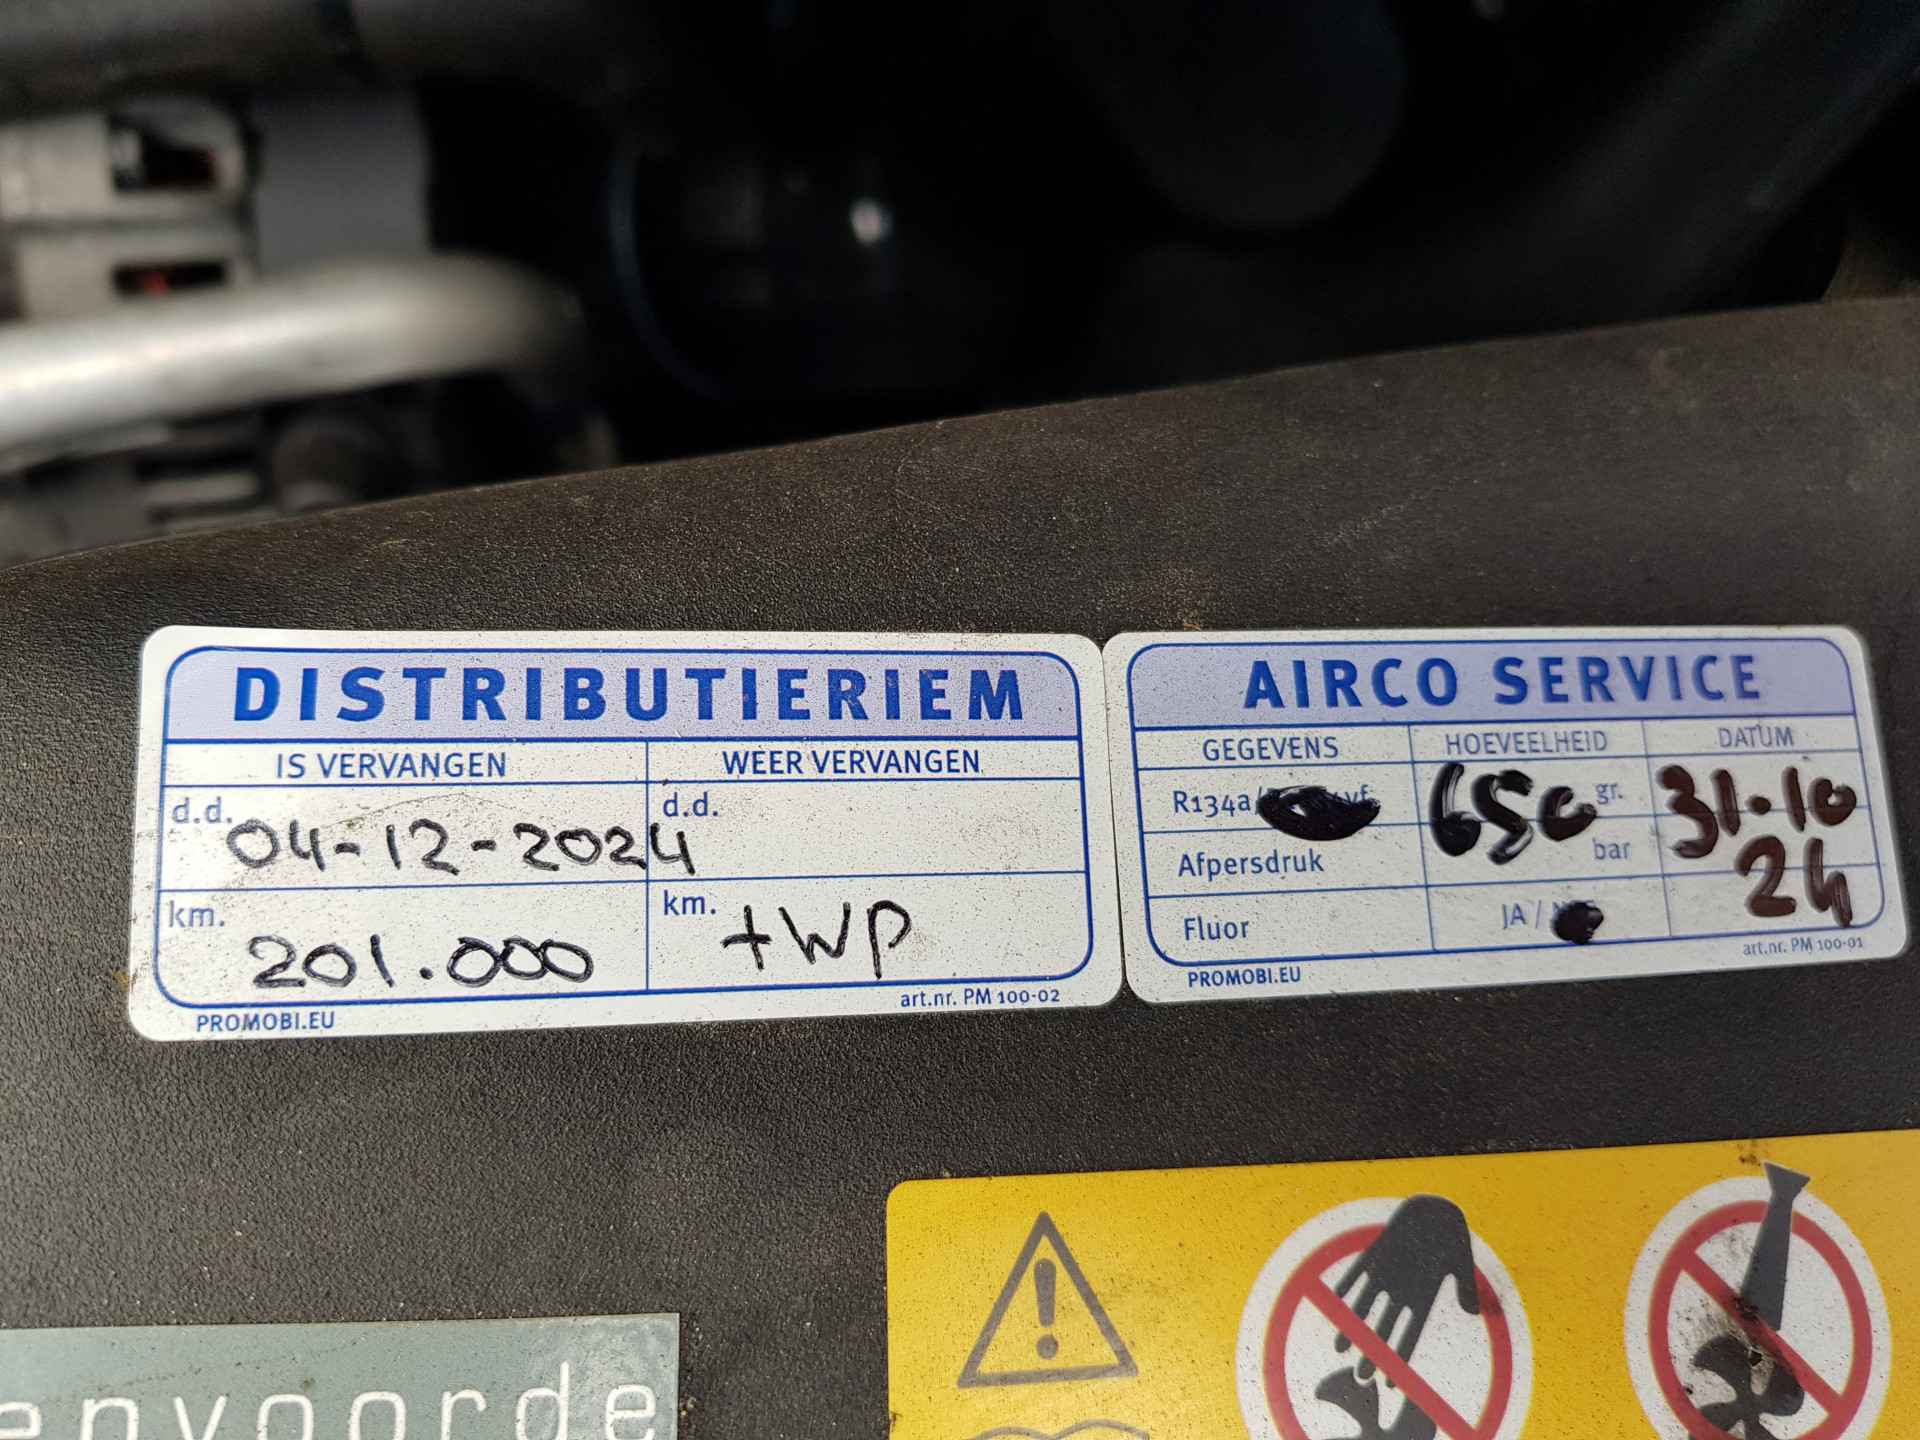 DISTRIBUTIERIEM
IS VERVANGEN WEER VERVANGEN
d.d. 04-12-2024 d.d.
km. 201.000 km. +WP
PROMOBI.EU art.nr. PM 100-02
AIRCO SERVICE
GEGEVENS HOEVEELHEID DATUM
R134a/ yf 650 gr. 31-10
Afpersdruk bar 24
Fluor JA /
PROMOBI.EU art.nr. PM 100-01
envoorde